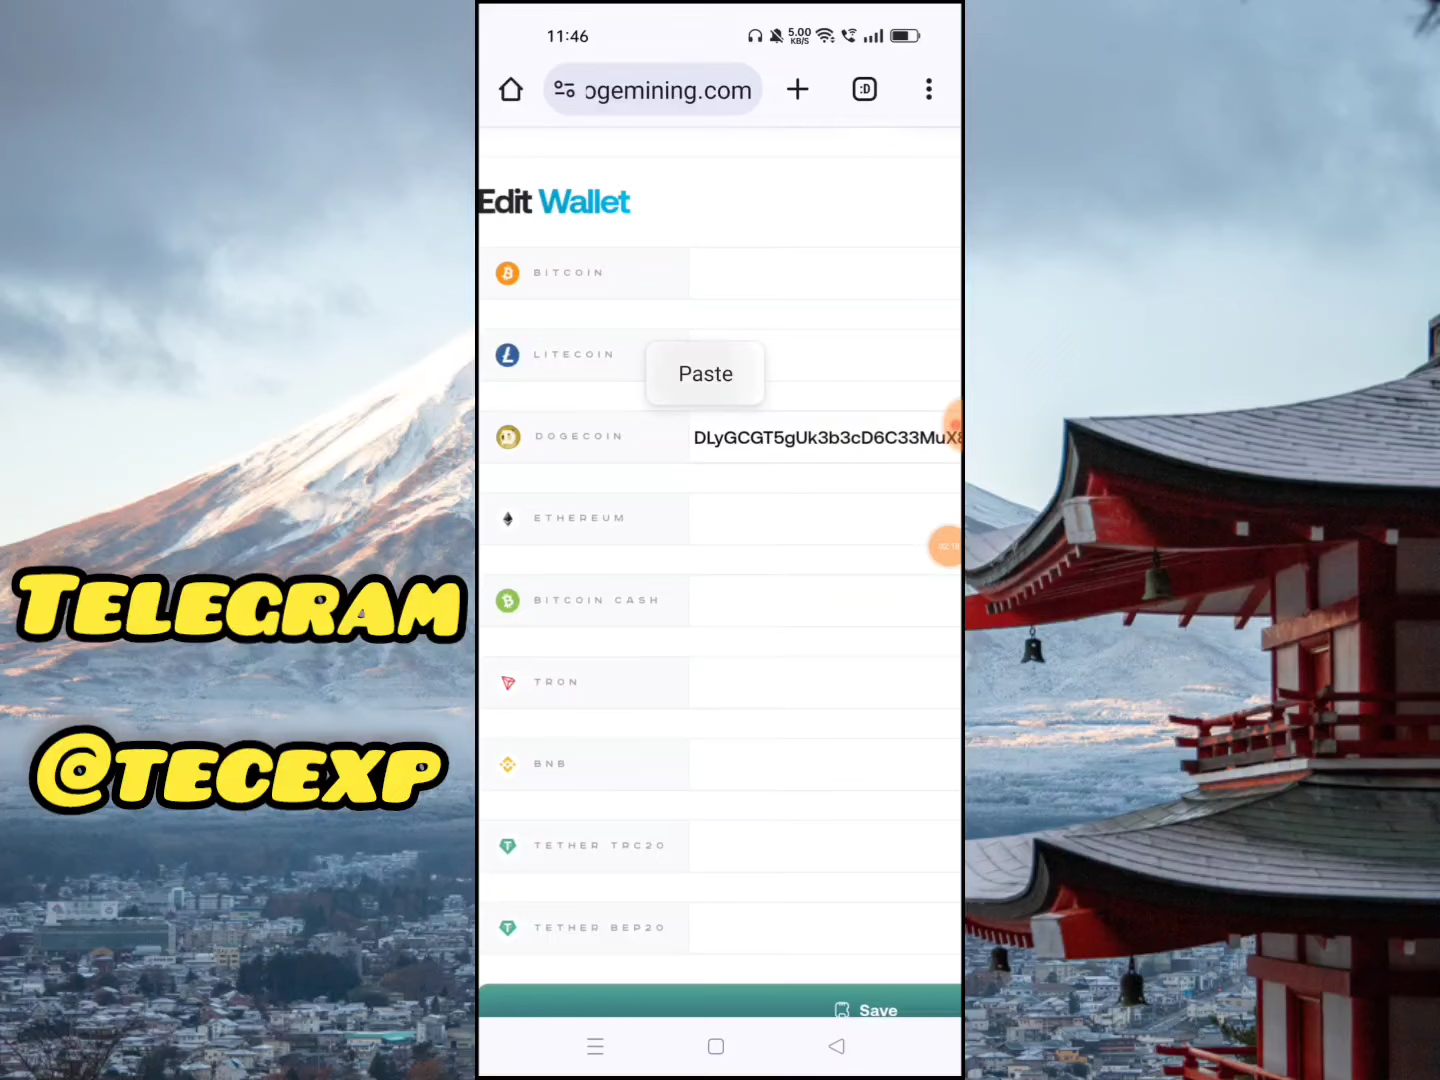 11:46
5.00
KB/S
:D
ogemining.com
Edit Wallet
BITCOIN
LITECOIN
Paste
DOGECOIN
DLyGCGT5gUk3b3cD6C33MuX8
ETHEREUM
BITCOIN CASH
TRON
BNB
TETHER TRC20
TETHER BEP20
Save
TELEGRAM
@TECEXP